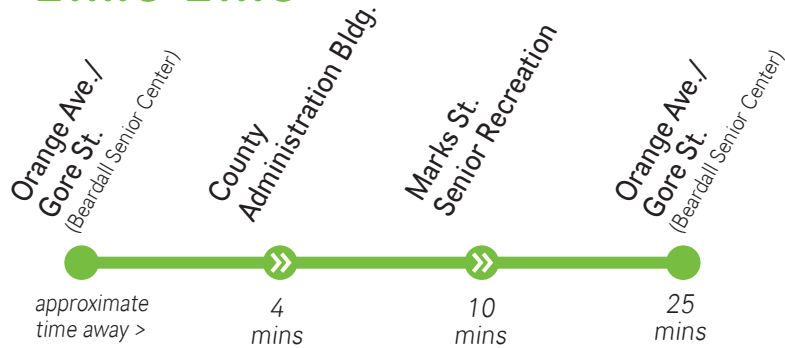 Orange Ave./
Gore St.
(Beardall Senior Center)
County
Administration Bldg.
Marks St.
Senior Recreation
Orange Ave./
Gore St.
(Beardall Senior Center)
approximate
time away >
4
mins
10
mins
25
mins